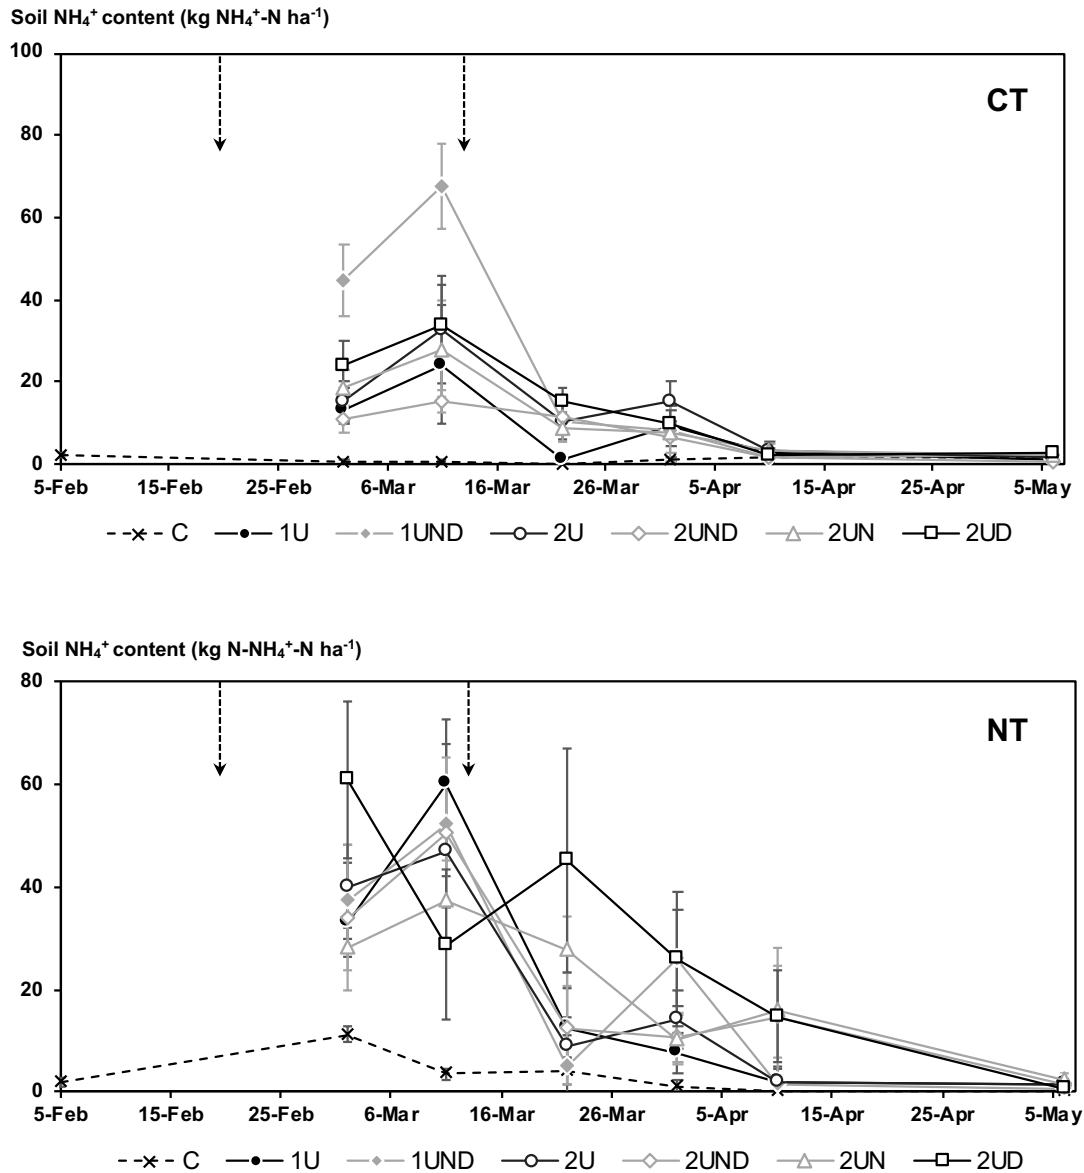 Soil NH₄⁺ content (kg NH₄⁺-N ha⁻¹)
100
CT
80
60
40
20
0
5-Feb 15-Feb 25-Feb 6-Mar 16-Mar 26-Mar 5-Apr 15-Apr 25-Apr 5-May
C 1U 1UND 2U 2UND 2UN 2UD
Soil NH₄⁺ content (kg N-NH₄⁺-N ha⁻¹)
80
NT
60
40
20
0
5-Feb 15-Feb 25-Feb 6-Mar 16-Mar 26-Mar 5-Apr 15-Apr 25-Apr 5-May
C 1U 1UND 2U 2UND 2UN 2UD